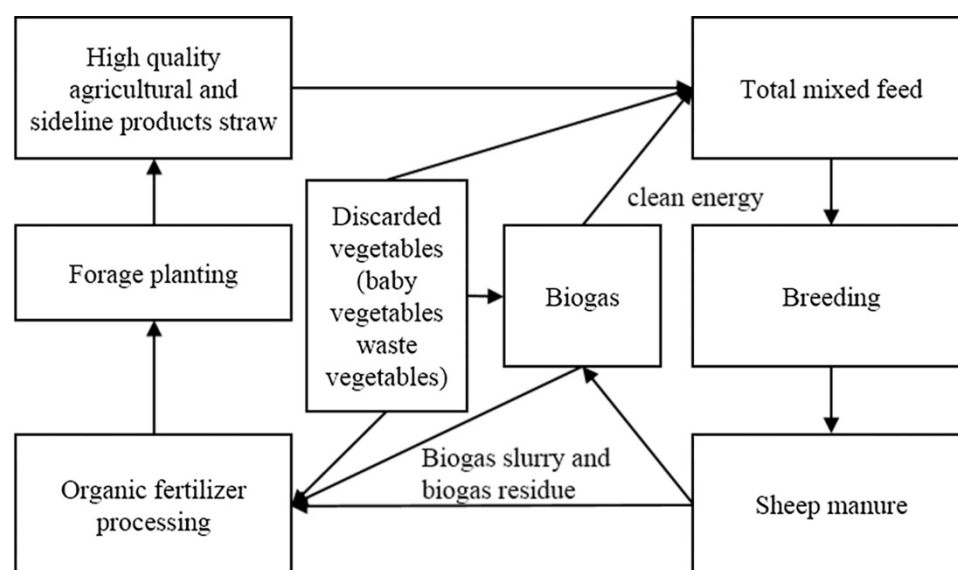 High quality
agricultural and
sideline products straw
Total mixed feed
Discarded
vegetables
(baby
vegetables
waste
vegetables)
clean energy
Forage planting
Biogas
Breeding
Organic fertilizer
processing
Biogas slurry and
biogas residue
Sheep manure